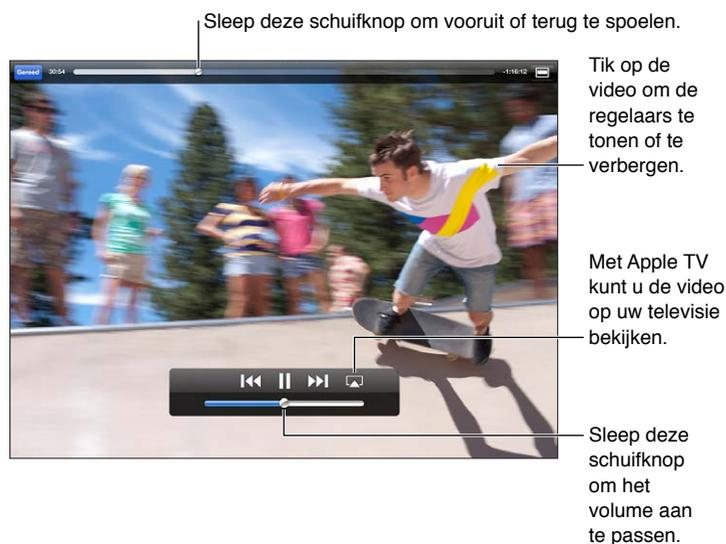 Sleep deze schuifknop om vooruit of terug te spoelen.
Gereed 30:54 -1:16:12
Tik op de
video om de
regelaars te
tonen of te
verbergen.
Met Apple TV
kunt u de video
op uw televisie
bekijken.
Sleep deze
schuifknop
om het
volume aan
te passen.